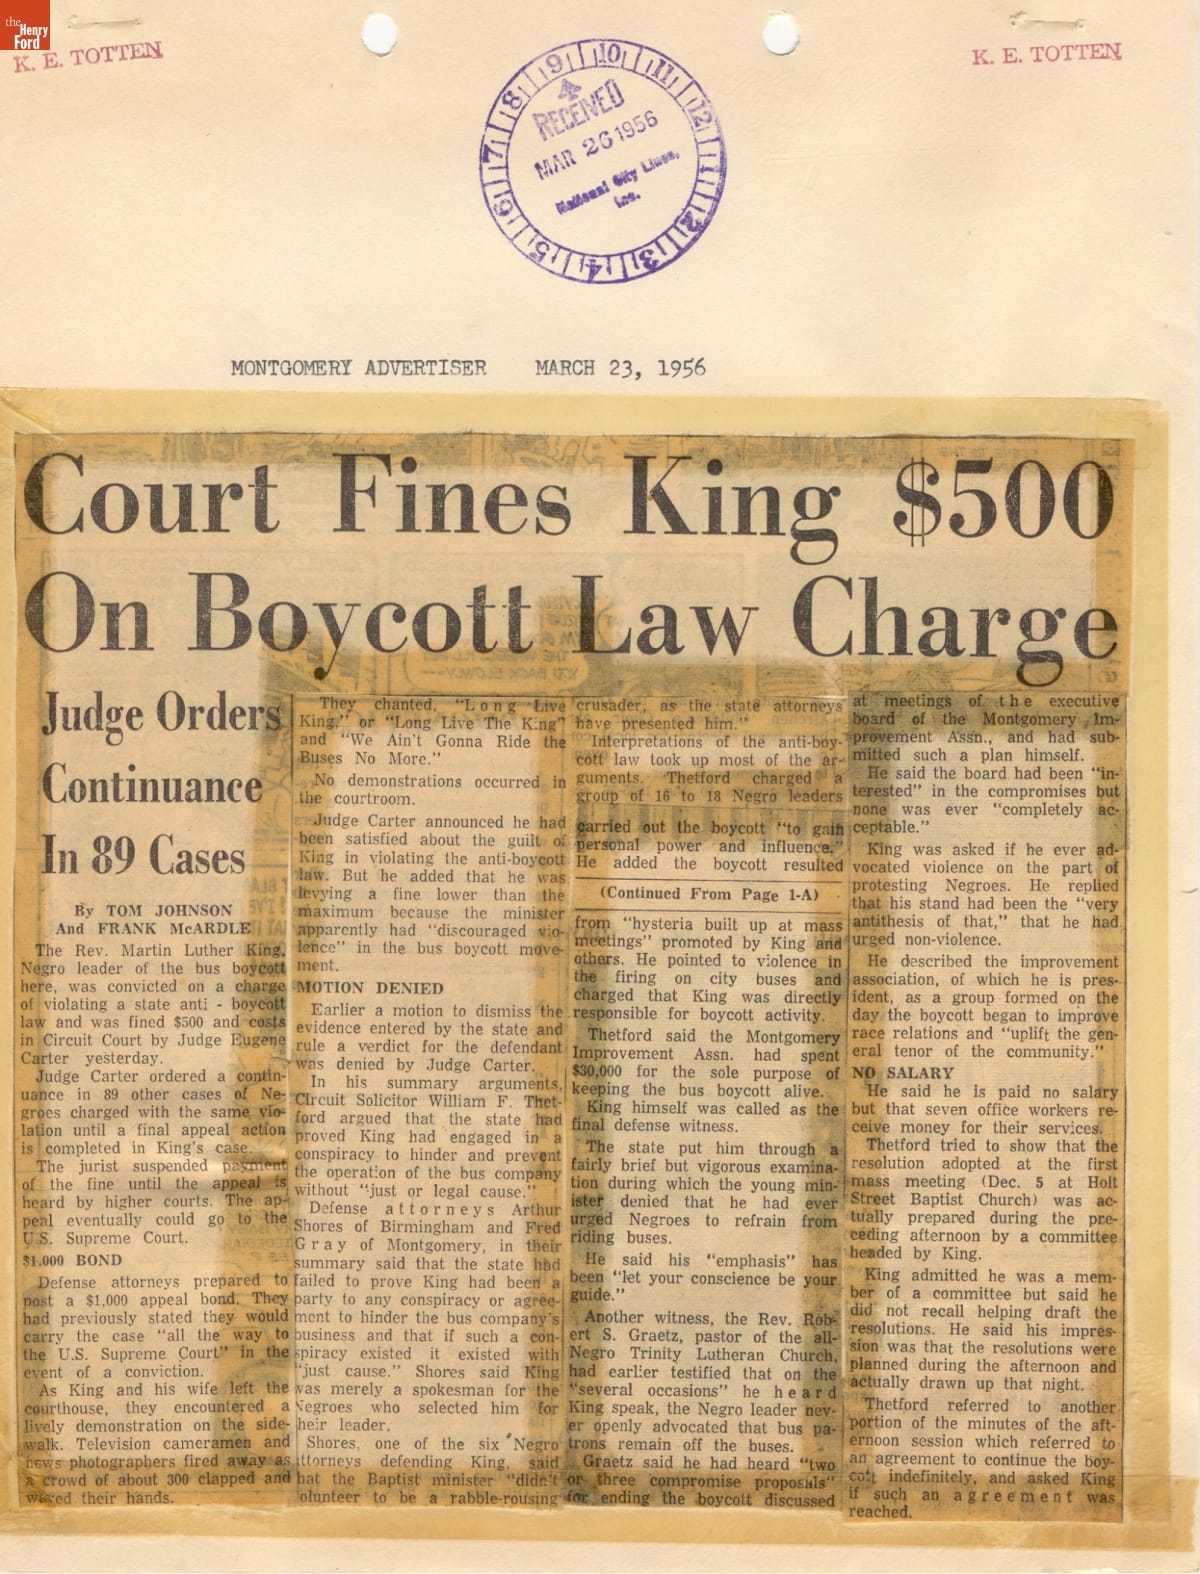 the
Henry
Ford
K. E. TOTTEN
K. E. TOTTEN
9 10 11 12 1 2 3 4 5 6 7 8
RECEIVED
MAR 26 1956
National City Lines,
Inc.
MONTGOMERY ADVERTISER MARCH 23, 1956
Court Fines King $500
On Boycott Law Charge
Judge Orders
Continuance
In 89 Cases
By TOM JOHNSON
And FRANK McARDLE
The Rev. Martin Luther King,
Negro leader of the bus boycott
here, was convicted on a charge
of violating a state anti - boycott
law and was fined $500 and costs
in Circuit Court by Judge Eugene
Carter yesterday.
Judge Carter ordered a contin-
uance in 89 other cases of Ne-
groes charged with the same vio-
lation until a final appeal action
is completed in King's case.
The jurist suspended payment
of the fine until the appeal is
heard by higher courts. The ap-
peal eventually could go to the
U.S. Supreme Court.
$1,000 BOND
Defense attorneys prepared to
post a $1,000 appeal bond. They
had previously stated they would
carry the case "all the way to
the U.S. Supreme Court" in the
event of a conviction.
As King and his wife left the
courthouse, they encountered a
lively demonstration on the side-
walk. Television cameramen and
news photographers fired away as
a crowd of about 300 clapped and
waved their hands.
They chanted, "Long Live
King," or "Long Live The King"
and "We Ain't Gonna Ride the
Buses No More."
No demonstrations occurred in
the courtroom.
Judge Carter announced he had
been satisfied about the guilt of
King in violating the anti-boycott
law. But he added that he was
levying a fine lower than the
maximum because the minister
apparently had "discouraged vio-
lence" in the bus boycott move-
ment.
MOTION DENIED
Earlier a motion to dismiss the
evidence entered by the state and
rule a verdict for the defendant
was denied by Judge Carter.
In his summary arguments,
Circuit Solicitor William F. Thet-
ford argued that the state had
proved King had engaged in a
conspiracy to hinder and prevent
the operation of the bus company
without "just or legal cause."
Defense attorneys Arthur
Shores of Birmingham and Fred
Gray of Montgomery, in their
summary said that the state had
failed to prove King had been a
party to any conspiracy or agree-
ment to hinder the bus company's
business and that if such a con-
spiracy existed it existed with
"just cause." Shores said King
was merely a spokesman for the
Negroes who selected him for
heir leader.
Shores, one of the six Negro
ttorneys defending King, said
hat the Baptist minister "didn't
olunteer to be a rabble-rousing
crusader, as the state attorneys
have presented him."
Interpretations of the anti-boy-
cott law took up most of the ar-
guments. Thetford charged a
group of 16 to 18 Negro leaders
carried out the boycott "to gain
personal power and influence."
He added the boycott resulted
(Continued From Page 1-A)
from "hysteria built up at mass
meetings" promoted by King and
others. He pointed to violence in
the firing on city buses and
charged that King was directly
responsible for boycott activity.
Thetford said the Montgomery
Improvement Assn. had spent
$30,000 for the sole purpose of
keeping the bus boycott alive.
King himself was called as the
final defense witness.
The state put him through a
fairly brief but vigorous examina-
tion during which the young min-
ister denied that he had ever
urged Negroes to refrain from
riding buses.
He said his "emphasis" has
been "let your conscience be your
guide."
Another witness, the Rev. Rob-
ert S. Graetz, pastor of the all-
Negro Trinity Lutheran Church,
had earlier testified that on the
"several occasions" he heard
King speak, the Negro leader nev-
er openly advocated that bus pa-
trons remain off the buses.
Graetz said he had heard "two
or three compromise proposals"
for ending the boycott discussed
at meetings of the executive
board of the Montgomery Im-
provement Assn., and had sub-
mitted such a plan himself.
He said the board had been "in-
terested" in the compromises but
none was ever "completely ac-
ceptable."
King was asked if he ever ad-
vocated violence on the part of
protesting Negroes. He replied
that his stand had been the "very
antithesis of that," that he had
urged non-violence.
He described the improvement
association, of which he is pres-
ident, as a group formed on the
day the boycott began to improve
race relations and "uplift the gen-
eral tenor of the community."
NO SALARY
He said he is paid no salary
but that seven office workers re-
ceive money for their services.
Thetford tried to show that the
resolution adopted at the first
mass meeting (Dec. 5 at Holt
Street Baptist Church) was ac-
tually prepared during the pre-
ceding afternoon by a committee
headed by King.
King admitted he was a mem-
ber of a committee but said he
did not recall helping draft the
resolutions. He said his impres-
sion was that the resolutions were
planned during the afternoon and
actually drawn up that night.
Thetford referred to another
portion of the minutes of the aft-
ernoon session which referred to
an agreement to continue the boy-
cott indefinitely, and asked King
if such an agreement was
reached.